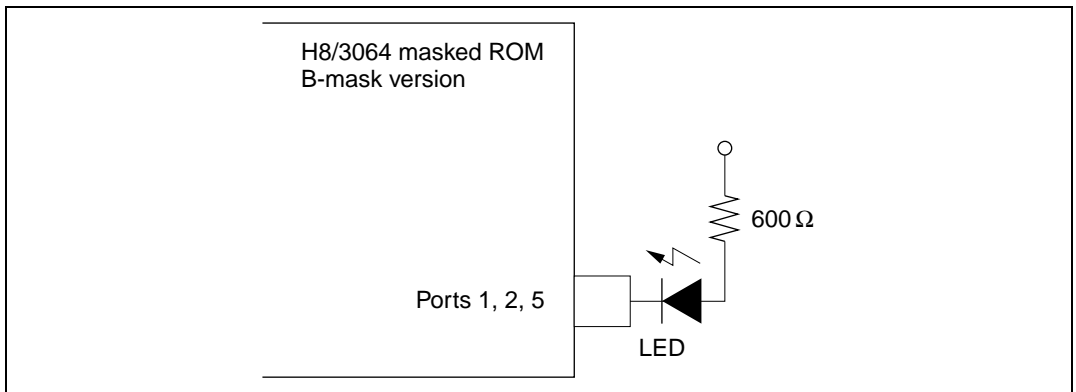 H8/3064 masked ROM
B-mask version
600 Ω
Ports 1, 2, 5
LED